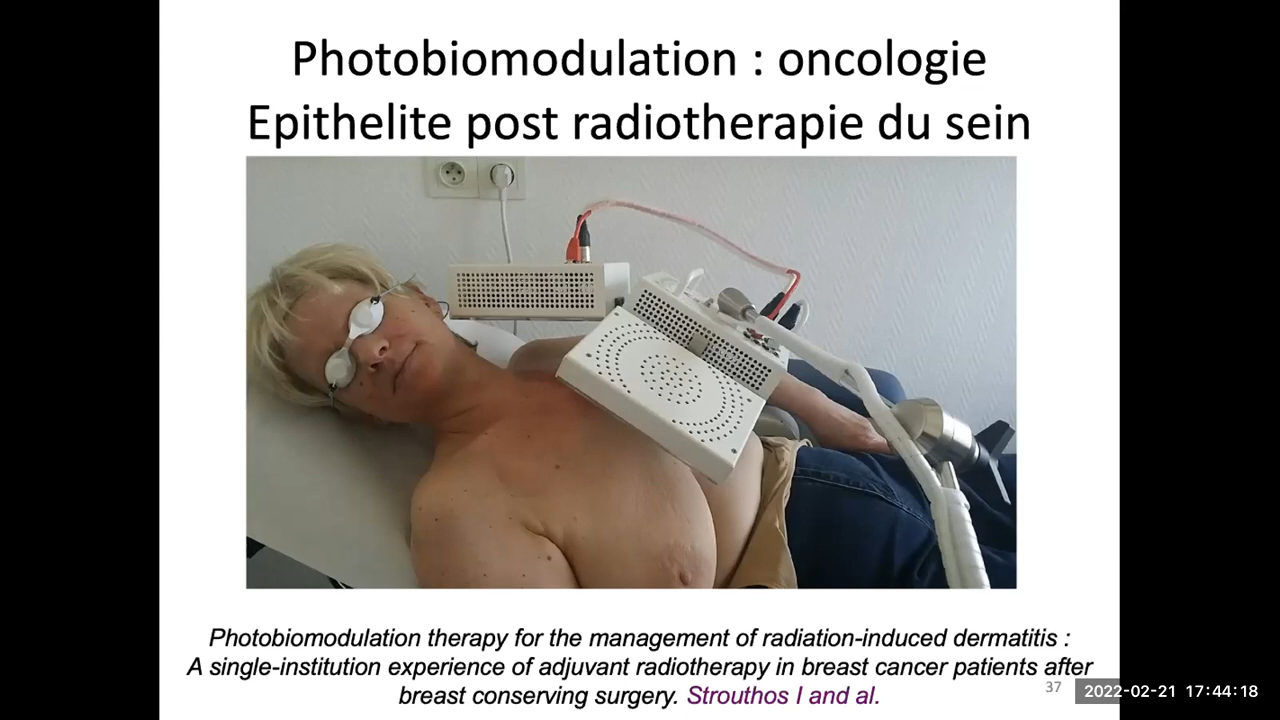 Photobiomodulation : oncologie
Epithelite post radiotherapie du sein
Photobiomodulation therapy for the management of radiation-induced dermatitis :
A single-institution experience of adjuvant radiotherapy in breast cancer patients after
breast conserving surgery. Strouthos I and al.
37
2022-02-21 17:44:18